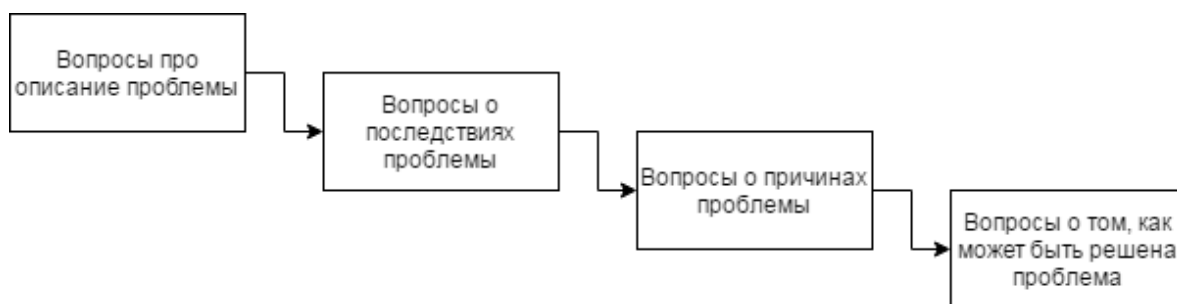 Вопросы про
описание проблемы
Вопросы о
последствиях
проблемы
Вопросы о причинах
проблемы
Вопросы о том, как
может быть решена
проблема